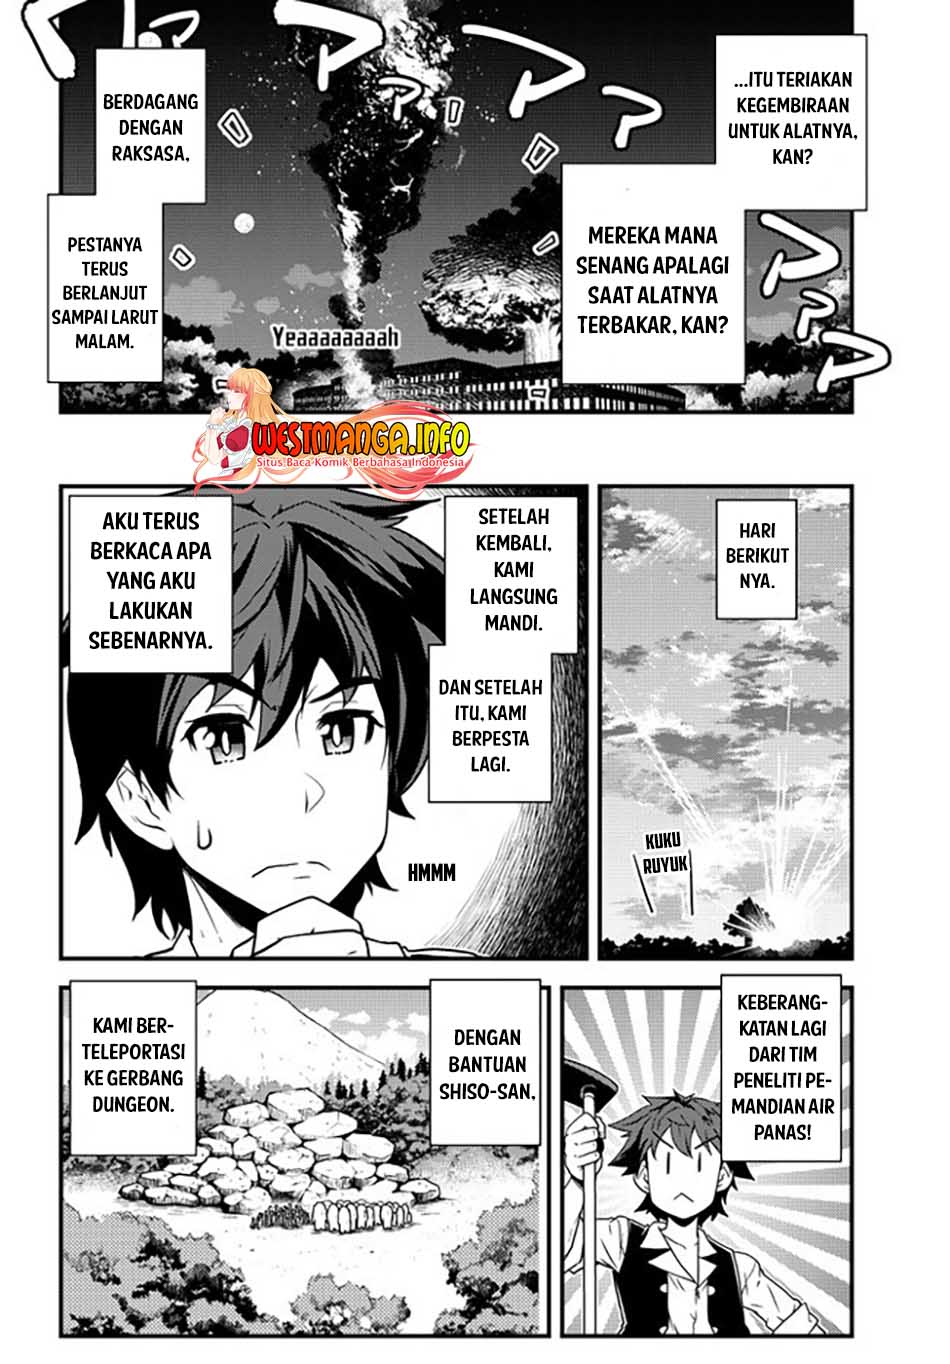 ...ITU TERIAKAN
KEGEMBIRAAN
UNTUK ALATNYA,
KAN?
MEREKA MANA
SENANG APALAGI
SAAT ALATNYA
TERBAKAR, KAN?
BERDAGANG
DENGAN
RAKSASA,
PESTANYA
TERUS
BERLANJUT
SAMPAI LARUT
MALAM.
Yeaaaaaaaaah
WESTMANGA.INFO
Situs Baca Komik Berbahasa Indonesia
HARI
BERIKUT
NYA.
KUKU
RUYUK
SETELAH
KEMBALI,
KAMI
LANGSUNG
MANDI.
DAN SETELAH
ITU, KAMI
BERPESTA
LAGI.
AKU TERUS
BERKACA APA
YANG AKU
LAKUKAN
SEBENARNYA.
HMMM
KEBERANG-
KATAN LAGI
DARI TIM
PENELITI PE-
MANDIAN AIR
PANAS!
DENGAN
BANTUAN
SHISO-SAN,
KAMI BER-
TELEPORTASI
KE GERBANG
DUNGEON.